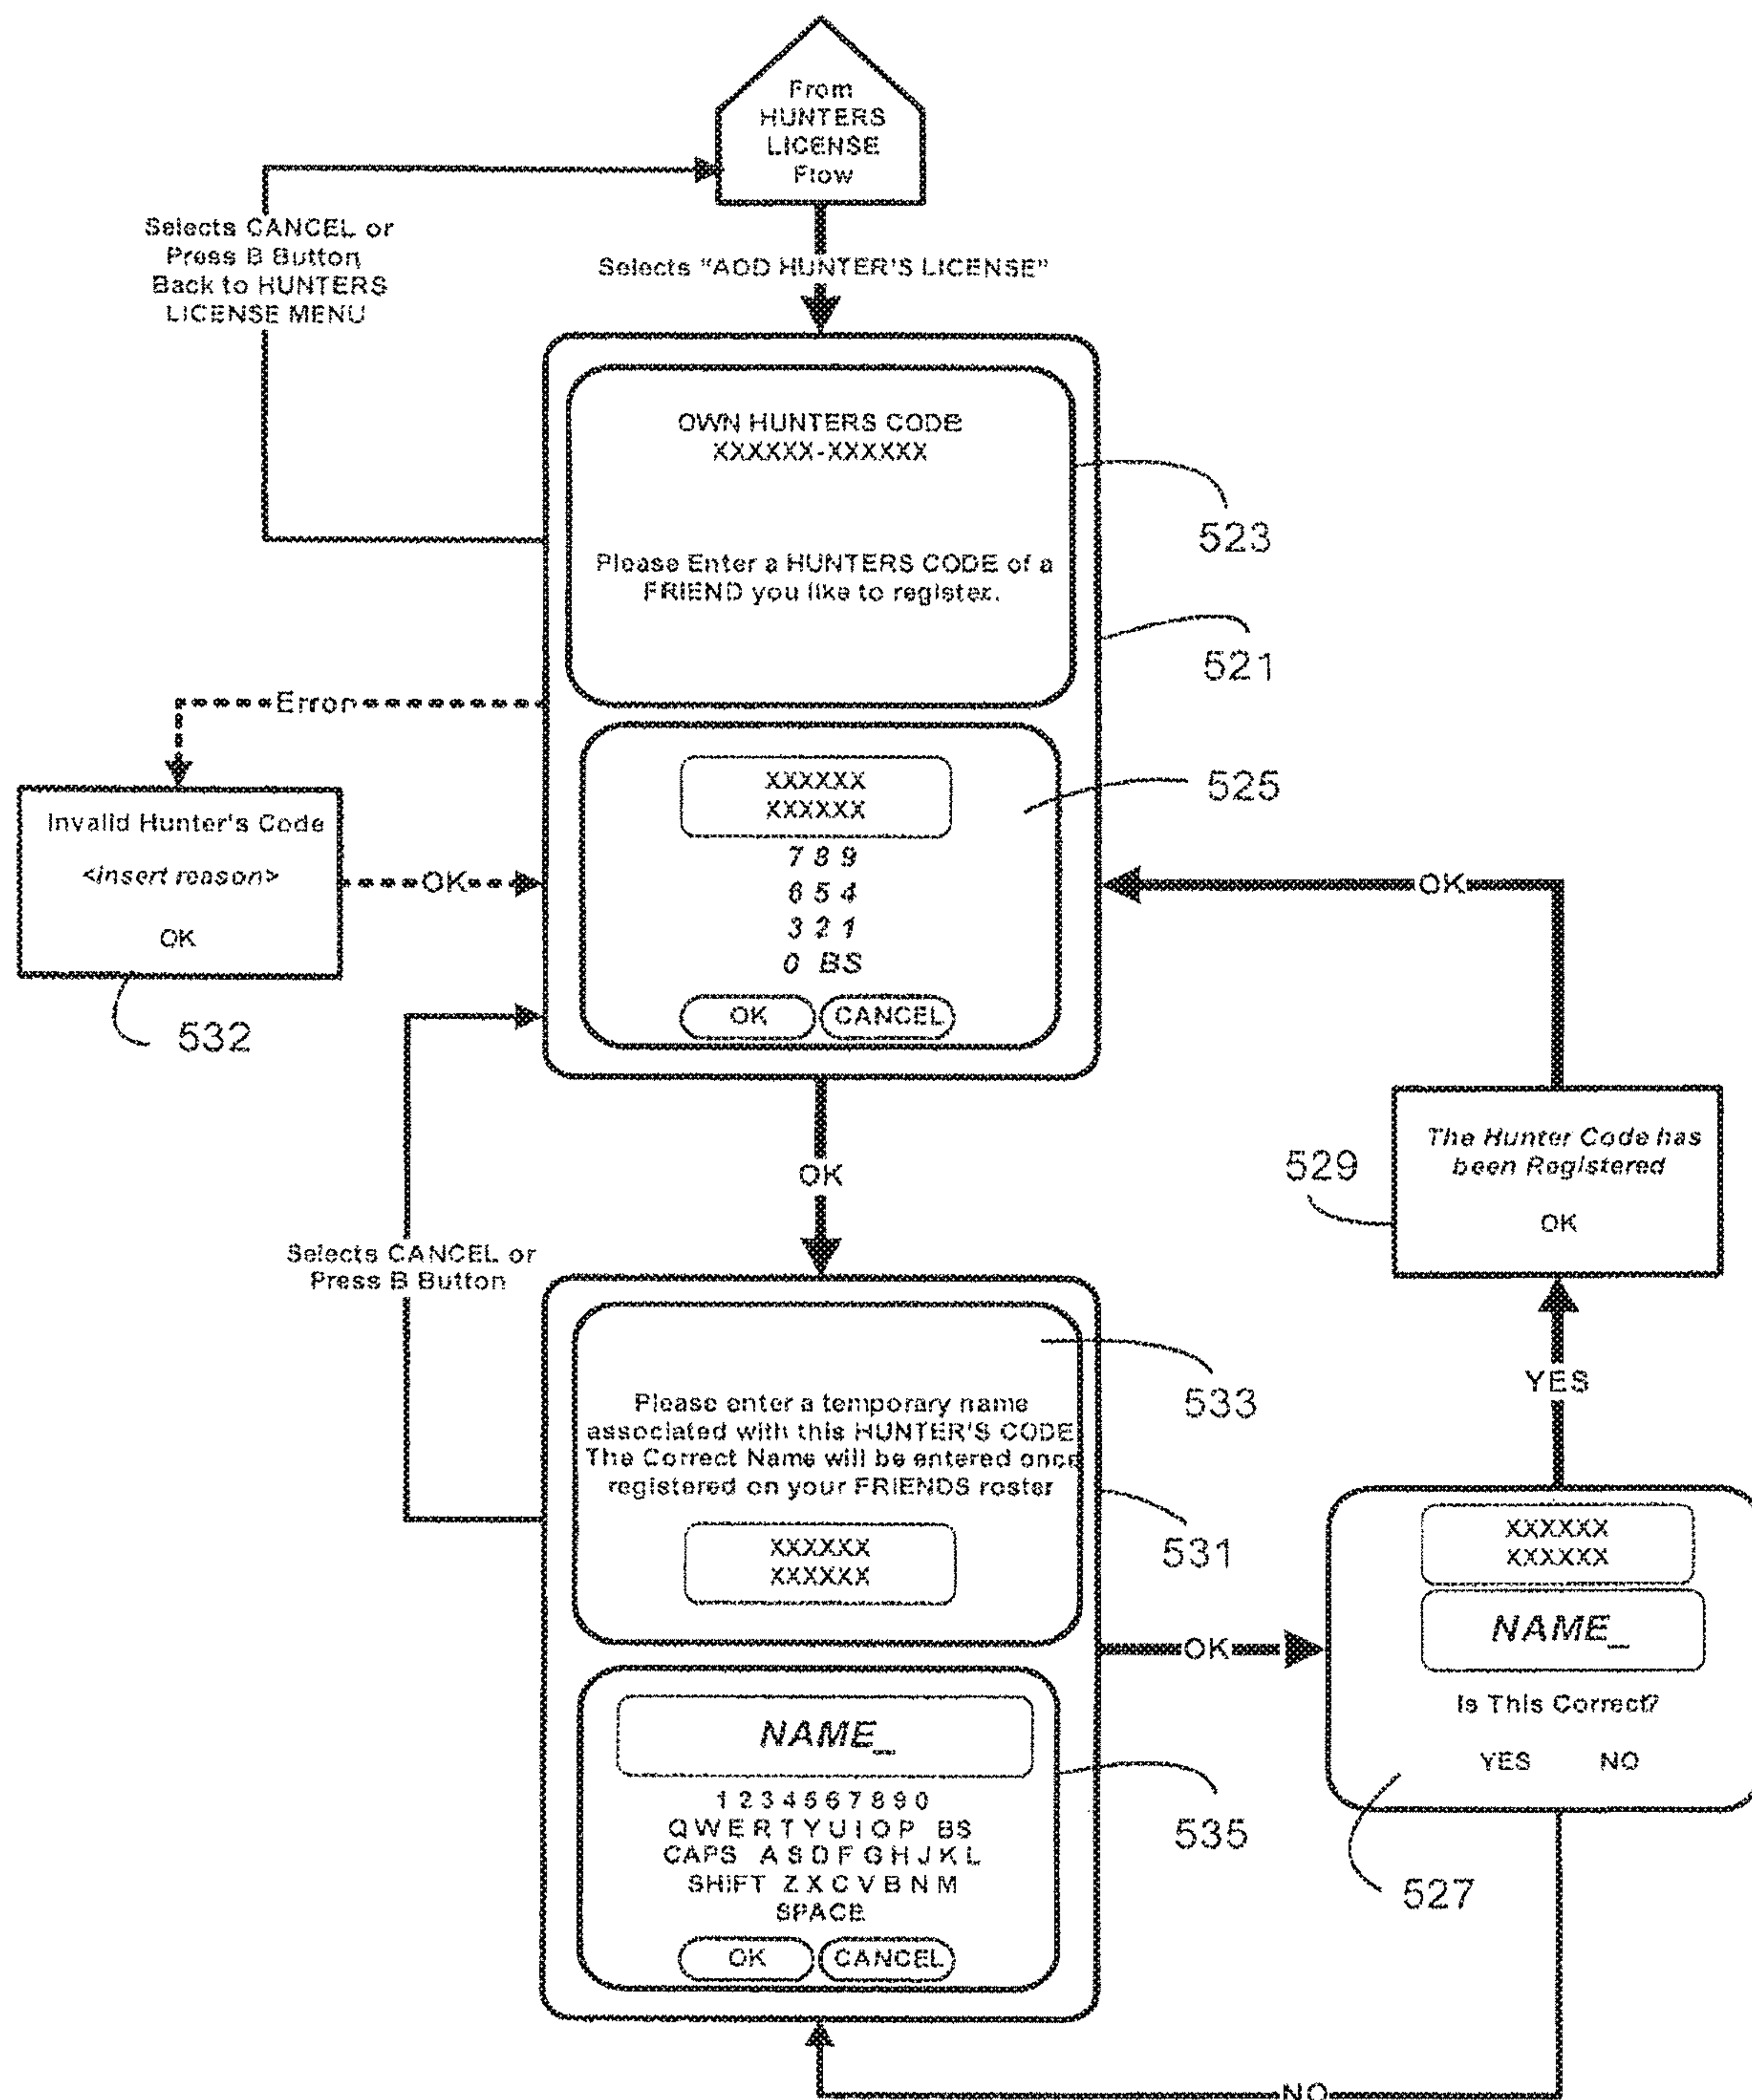 From
HUNTERS
LICENSE
Flow
Selects CANCEL or
Press B Button
Back to HUNTERS
LICENSE MENU
Selects "ADD HUNTER'S LICENSE"
OWN HUNTERS CODE
XXXXXX-XXXXXX
523
Please Enter a HUNTERS CODE of a
FRIEND you like to register.
521
Error
525
XXXXXX
XXXXXX
7 8 9
6 5 4
3 2 1
0 BS
OK CANCEL
Invalid Hunter's Code
<insert reason>
OK
OK
532
OK
OK
The Hunter Code has
been Registered
OK
529
Selects CANCEL or
Press B Button
533
Please enter a temporary name
associated with this HUNTER'S CODE
The Correct Name will be entered once
registered on your FRIENDS roster
XXXXXX
XXXXXX
531
YES
OK
XXXXXX
XXXXXX
NAME_
Is This Correct?
YES NO
527
NAME_
1 2 3 4 5 6 7 8 9 0
Q W E R T Y U I O P BS
CAPS A S D F G H J K L
SHIFT Z X C V B N M
SPACE
OK CANCEL
535
NO